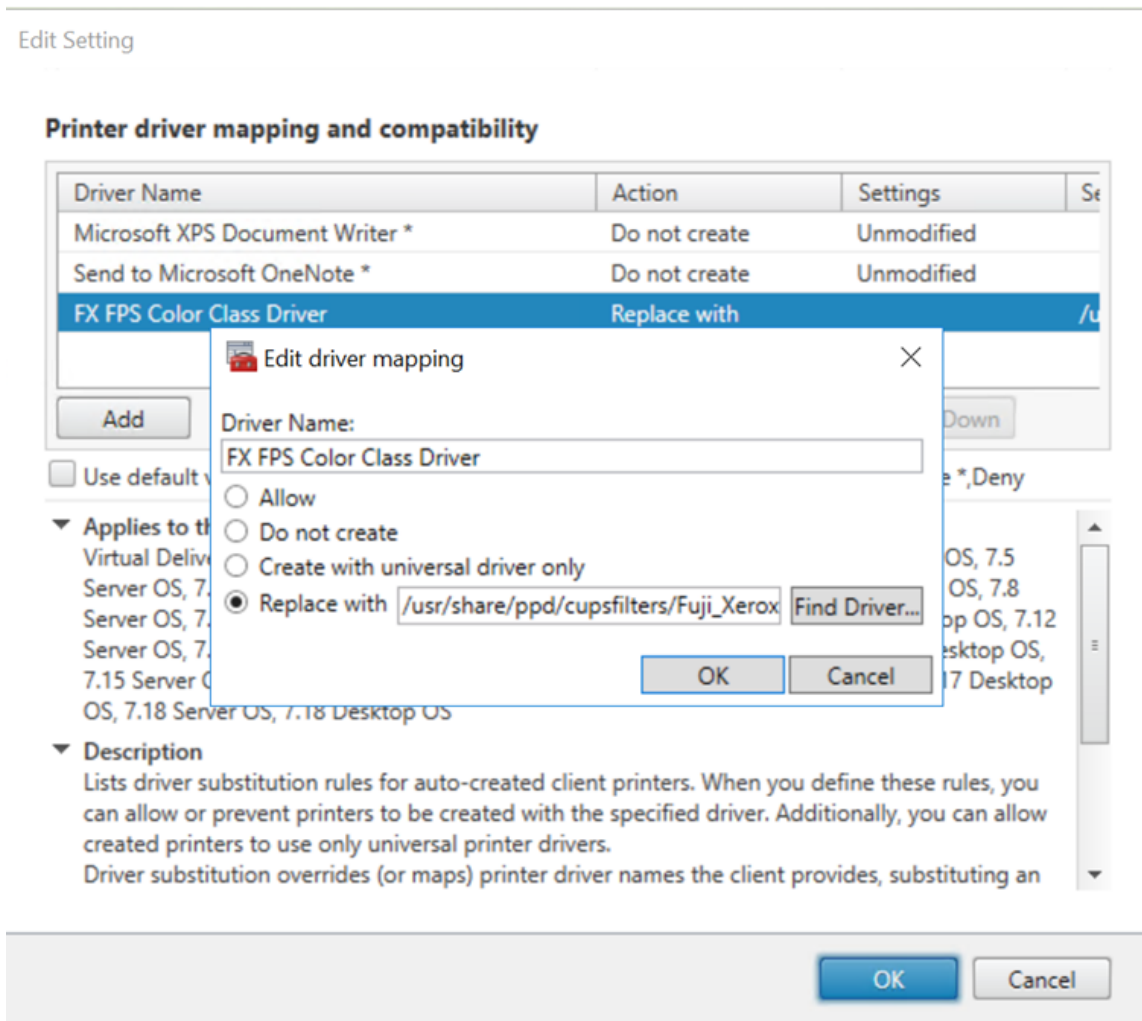 Edit Setting
Printer driver mapping and compatibility
Driver Name Action Settings Se
Microsoft XPS Document Writer * Do not create Unmodified
Send to Microsoft OneNote * Do not create Unmodified
FX FPS Color Class Driver Replace with /u
Edit driver mapping
Add Down
Driver Name:
FX FPS Color Class Driver
Use default e *,Deny
Allow
Do not create
Create with universal driver only
Replace with /usr/share/ppd/cupsfilters/Fuji_Xerox Find Driver...
OK Cancel
Applies to th
Virtual Delive OS, 7.5
Server OS, 7. OS, 7.8
Server OS, 7. op OS, 7.12
Server OS, 7. esktop OS,
7.15 Server 17 Desktop
OS, 7.18 Server OS, 7.18 Desktop OS
Description
Lists driver substitution rules for auto-created client printers. When you define these rules, you
can allow or prevent printers to be created with the specified driver. Additionally, you can allow
created printers to use only universal printer drivers.
Driver substitution overrides (or maps) printer driver names the client provides, substituting an
OK Cancel